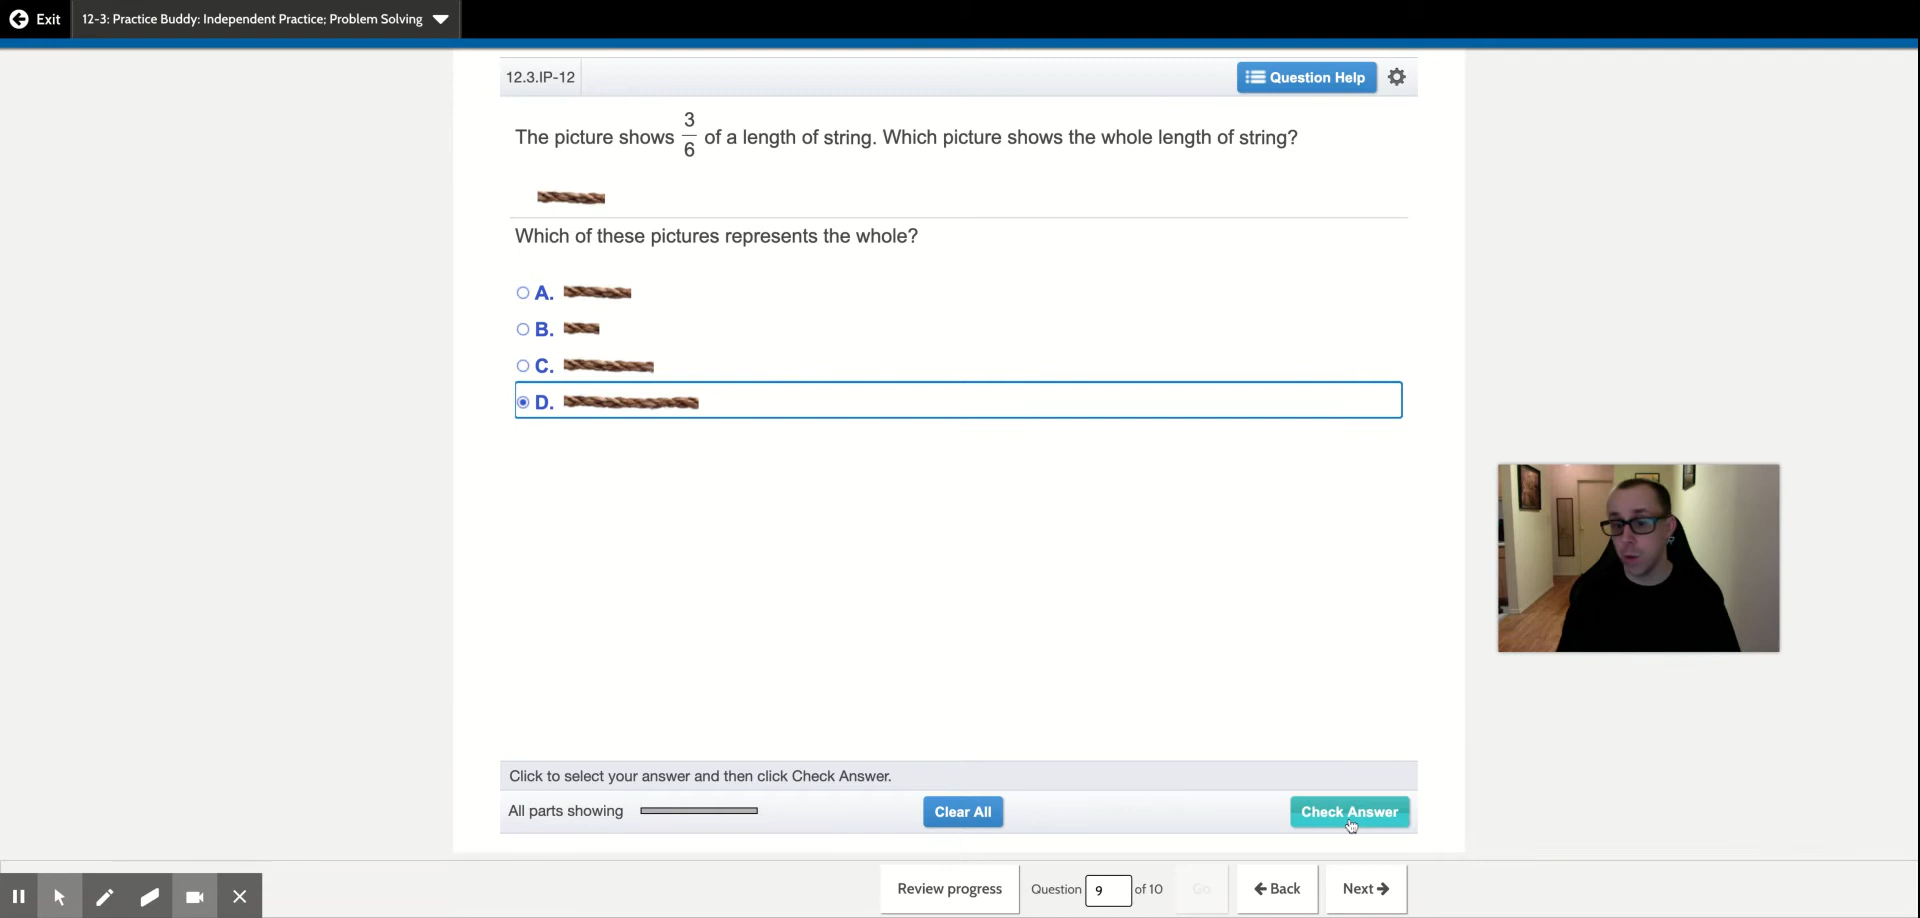 Exit
12-3: Practice Buddy: Independent Practice; Problem Solving
12.3.IP-12
Question Help
The picture shows 3/6 of a length of string. Which picture shows the whole length of string?
Which of these pictures represents the whole?
A.
B.
C.
D.
Click to select your answer and then click Check Answer.
All parts showing
Clear All
Check Answer
Review progress
Question 9 of 10
Go
Back
Next